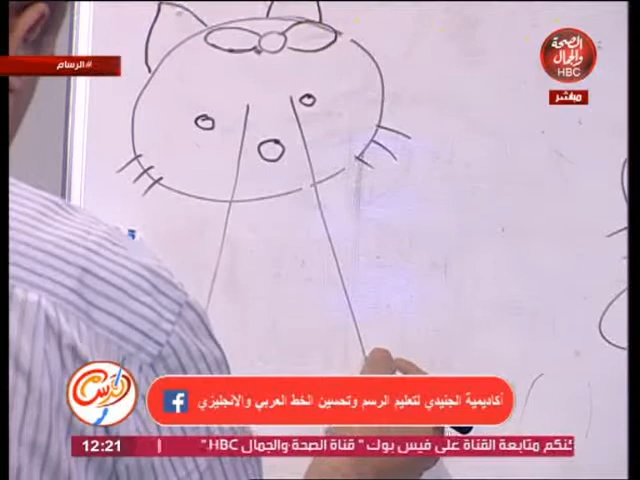 الصحة
والجمال
HBC
مباشر
#الرسام
أكاديمية الجنيدي لتعليم الرسم وتحسين الخط العربي والانجليزي
12:21
نكم متابعة القناة على فيس بوك "قناة الصحة والجمال HBC"